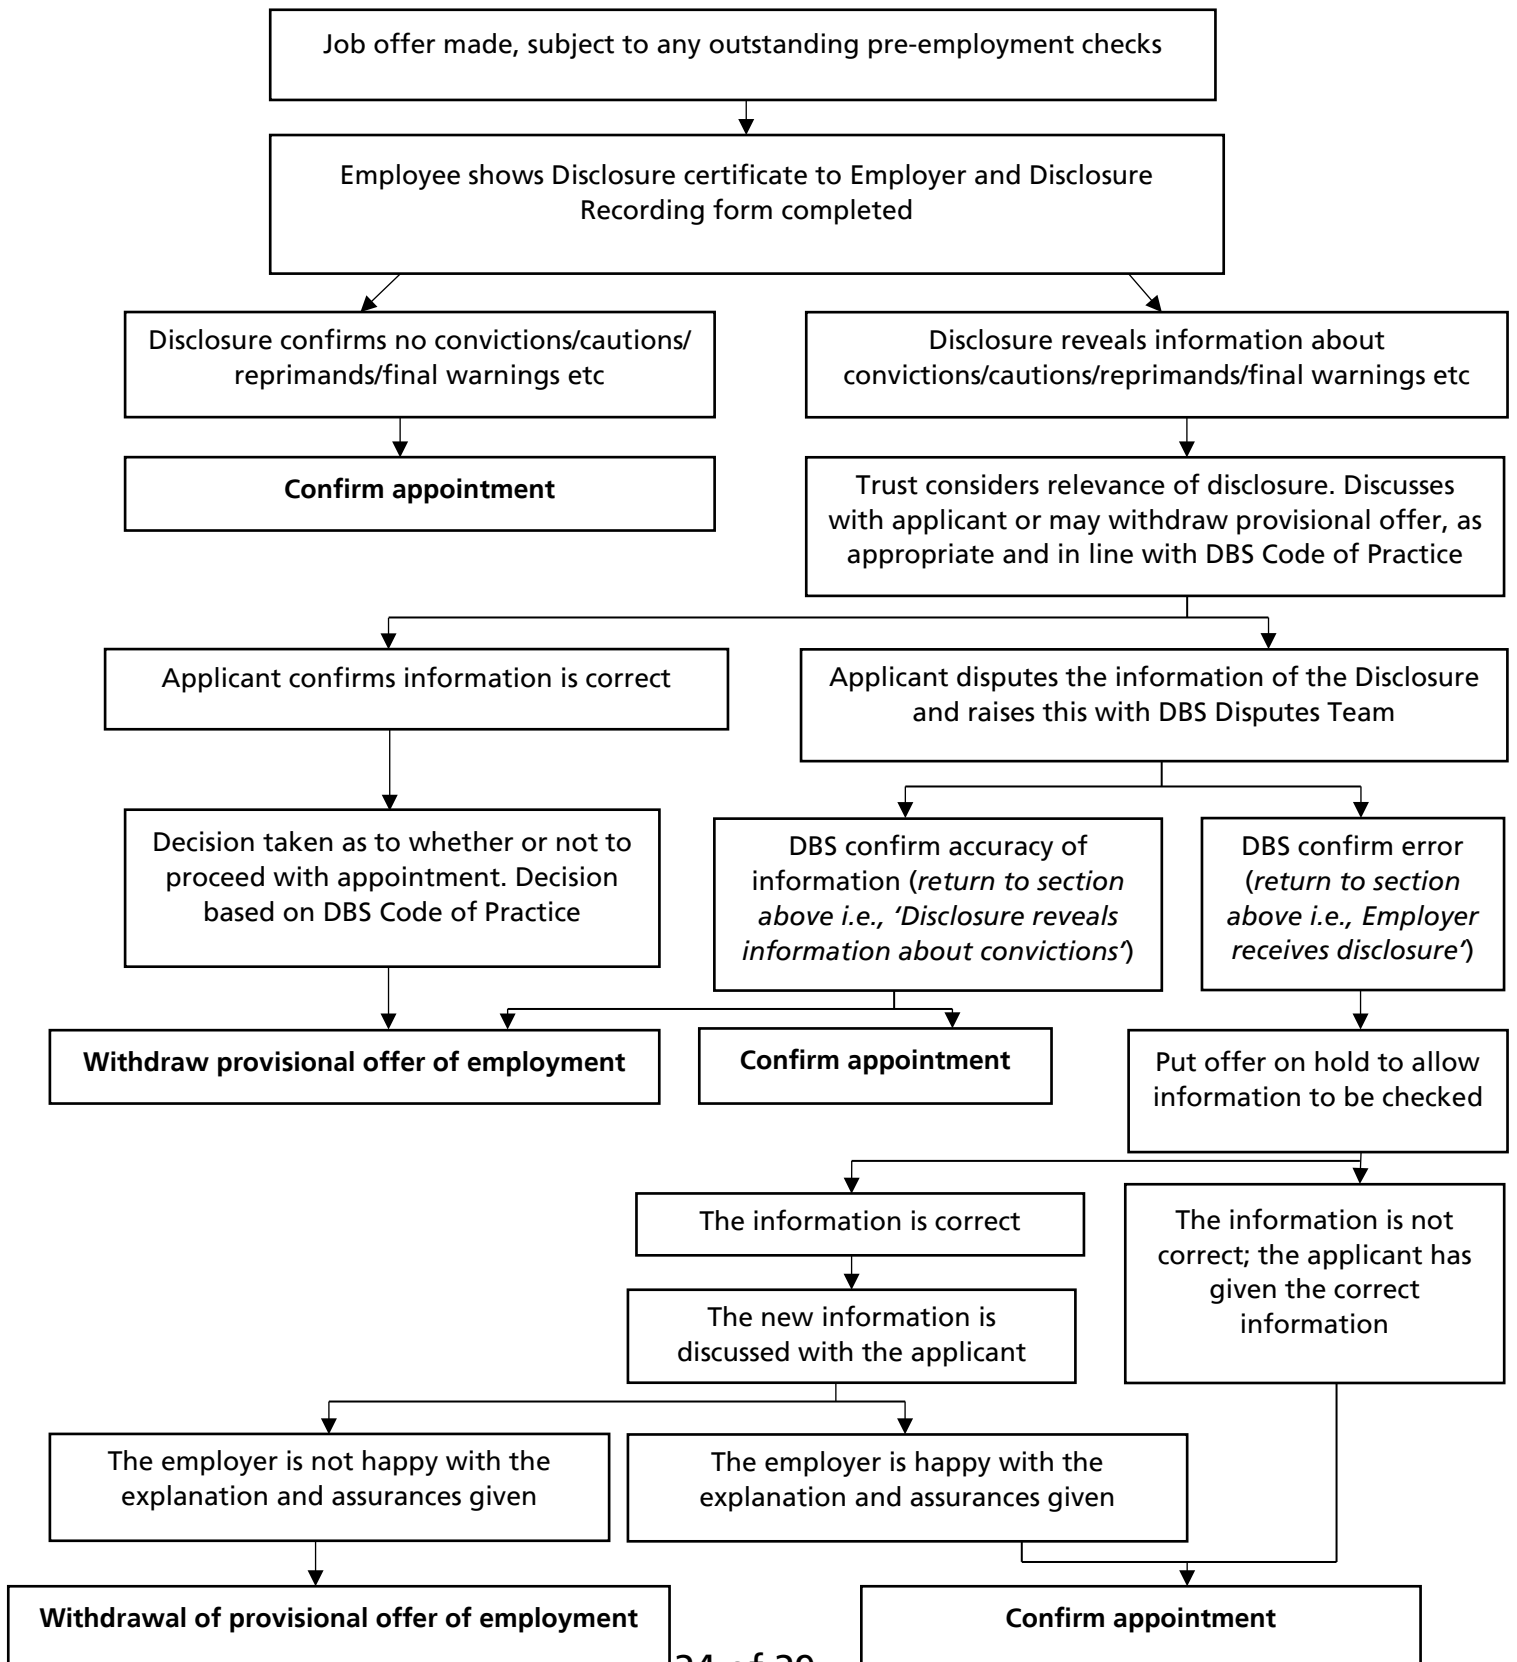 Job offer made, subject to any outstanding pre-employment checks
Employee shows Disclosure certificate to Employer and Disclosure
Recording form completed
Disclosure confirms no convictions/cautions/
reprimands/final warnings etc
Disclosure reveals information about
convictions/cautions/reprimands/final warnings etc
Confirm appointment
Trust considers relevance of disclosure. Discusses
with applicant or may withdraw provisional offer, as
appropriate and in line with DBS Code of Practice
Applicant confirms information is correct
Applicant disputes the information of the Disclosure
and raises this with DBS Disputes Team
Decision taken as to whether or not to
proceed with appointment. Decision
based on DBS Code of Practice
DBS confirm accuracy of
information (return to section
above i.e., ‘Disclosure reveals
information about convictions’)
DBS confirm error
(return to section
above i.e., Employer
receives disclosure’)
Withdraw provisional offer of employment
Confirm appointment
Put offer on hold to allow
information to be checked
The information is correct
The information is not
correct; the applicant has
given the correct
information
The new information is
discussed with the applicant
The employer is not happy with the
explanation and assurances given
The employer is happy with the
explanation and assurances given
Withdrawal of provisional offer of employment
Confirm appointment